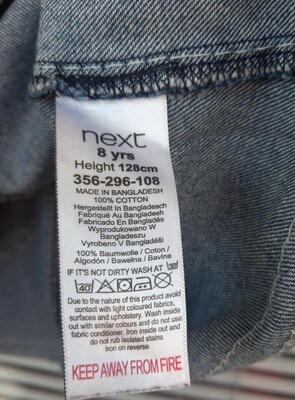 next
8 yrs
Height 128cm
356-296-108
MADE IN BANGLADESH
100% COTTON
Hergestellt In Bangladesch
Fabriqué Au Bangladesh
Fabricado En Bangladés
Wyprodukowano W
Bangladeszu
Vyrobeno V Bangladéši
100% Baumwolle / Coton /
Algodón / Bawełna / Bavlna
IF IT'S NOT DIRTY WASH AT 30°
40
Due to the nature of this product avoid
contact with light coloured fabrics,
surfaces and upholstery. Wash inside
out with similar colours and do not use
fabric conditioner. Iron inside out and
do not rub isolated stains
Iron on reverse
KEEP AWAY FROM FIRE